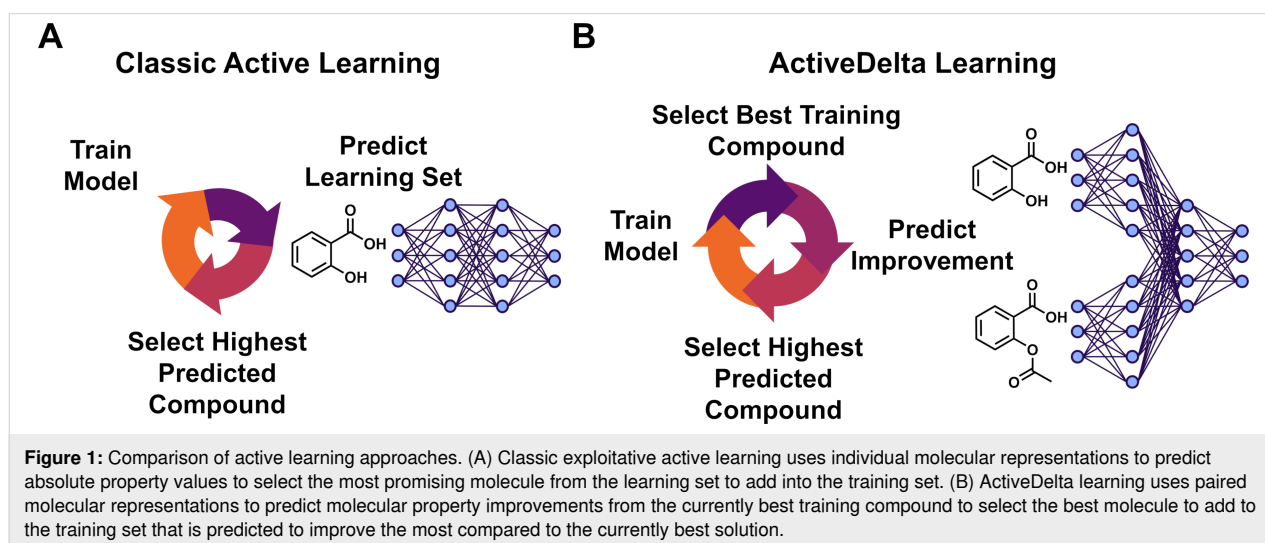 A
Classic Active Learning
Train
Model
Predict
Learning Set
O
OH
OH
Select Highest
Predicted
Compound
B
ActiveDelta Learning
Select Best Training
Compound
Train
Model
Predict
Improvement
Select Highest
Predicted
Compound
O
OH
OH
O
OH
O
O
Figure 1: Comparison of active learning approaches. (A) Classic exploitative active learning uses individual molecular representations to predict
absolute property values to select the most promising molecule from the learning set to add into the training set. (B) ActiveDelta learning uses paired
molecular representations to predict molecular property improvements from the currently best training compound to select the best molecule to add to
the training set that is predicted to improve the most compared to the currently best solution.